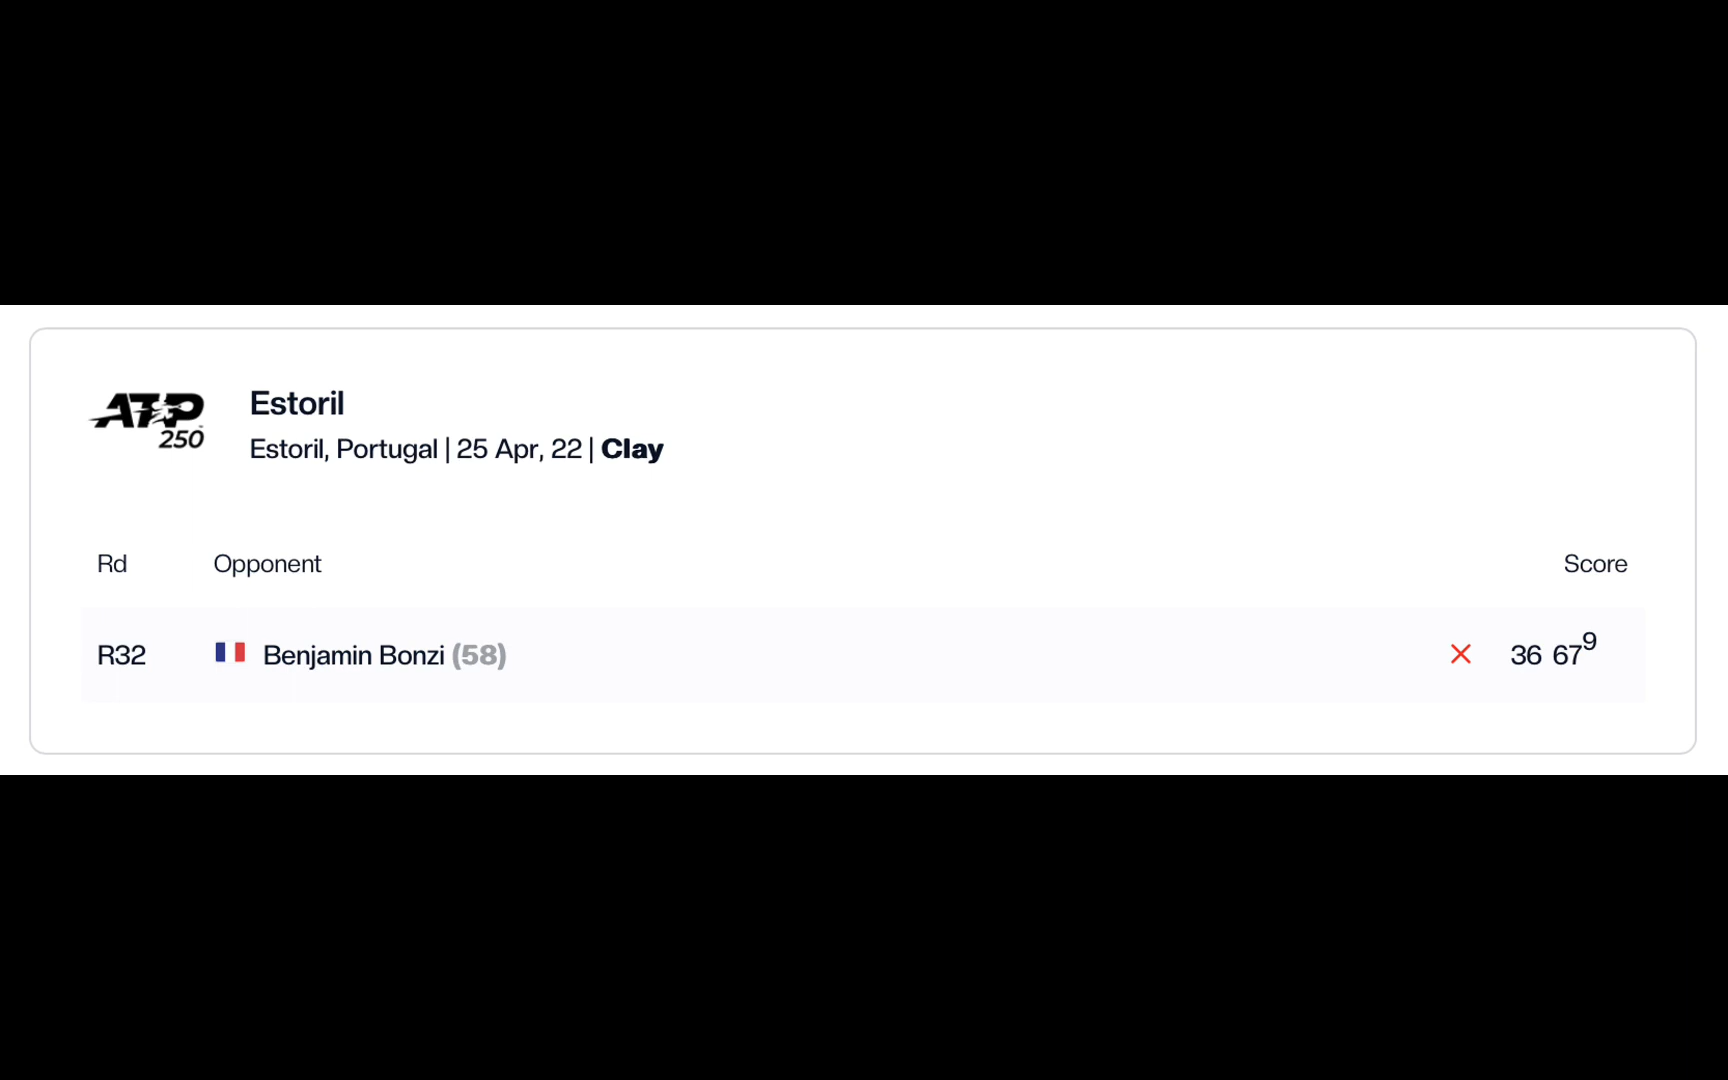 ATP
250
Estoril
Estoril, Portugal | 25 Apr, 22 | Clay
Rd Opponent Score
R32 Benjamin Bonzi (58) 36 67⁹